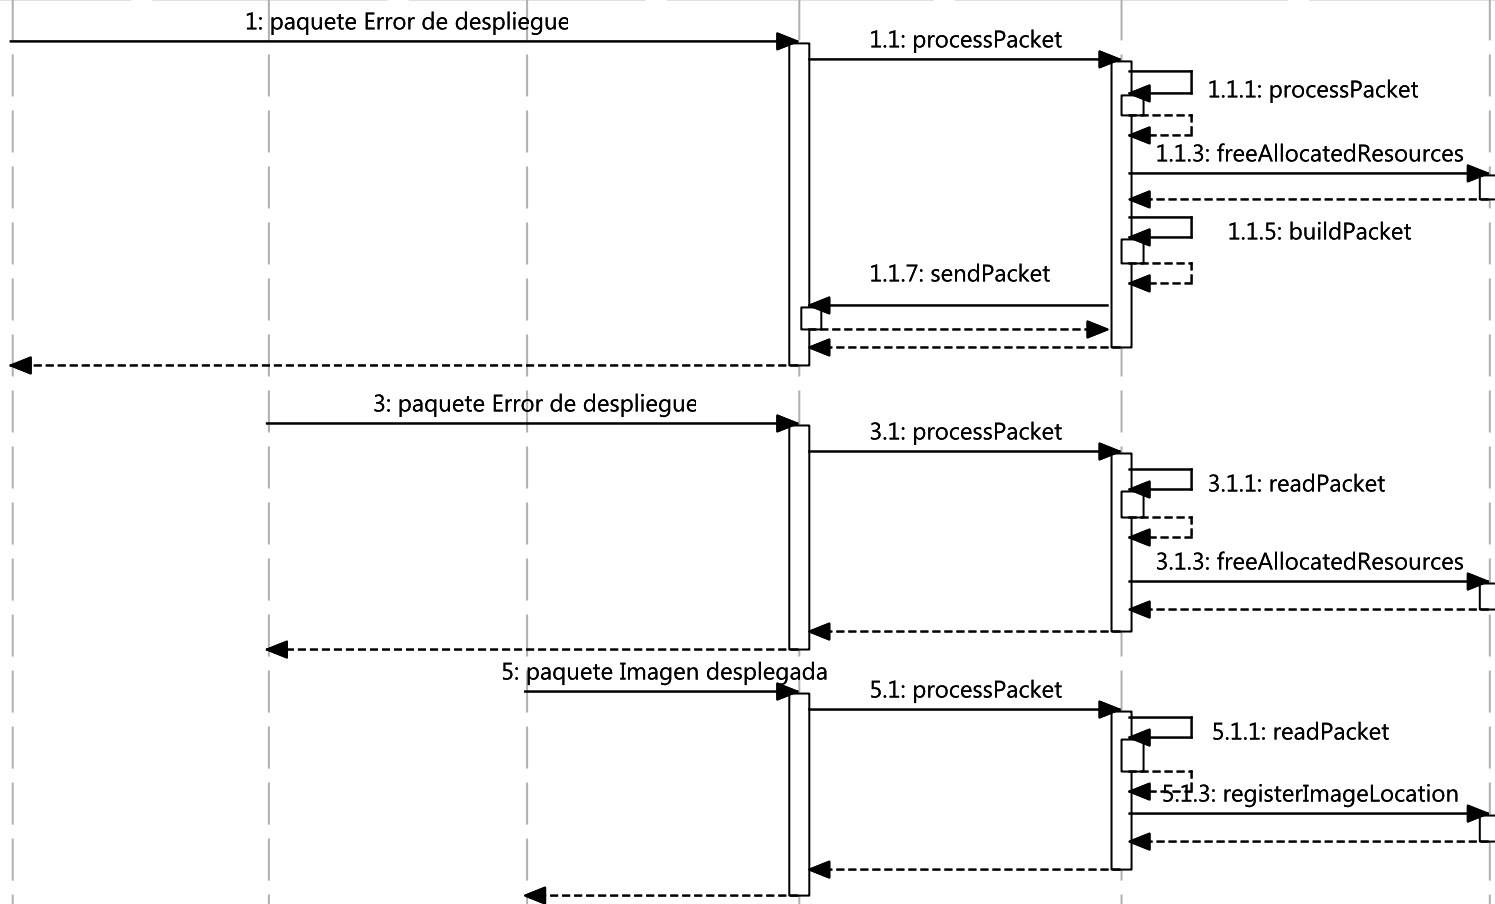 1: paquete Error de despliegue
1.1: processPacket
1.1.1: processPacket
1.1.3: freeAllocatedResources
1.1.5: buildPacket
1.1.7: sendPacket
3: paquete Error de despliegue
3.1: processPacket
3.1.1: readPacket
3.1.3: freeAllocatedResources
5: paquete Imagen desplegada
5.1: processPacket
5.1.1: readPacket
5.1.3: registerImageLocation